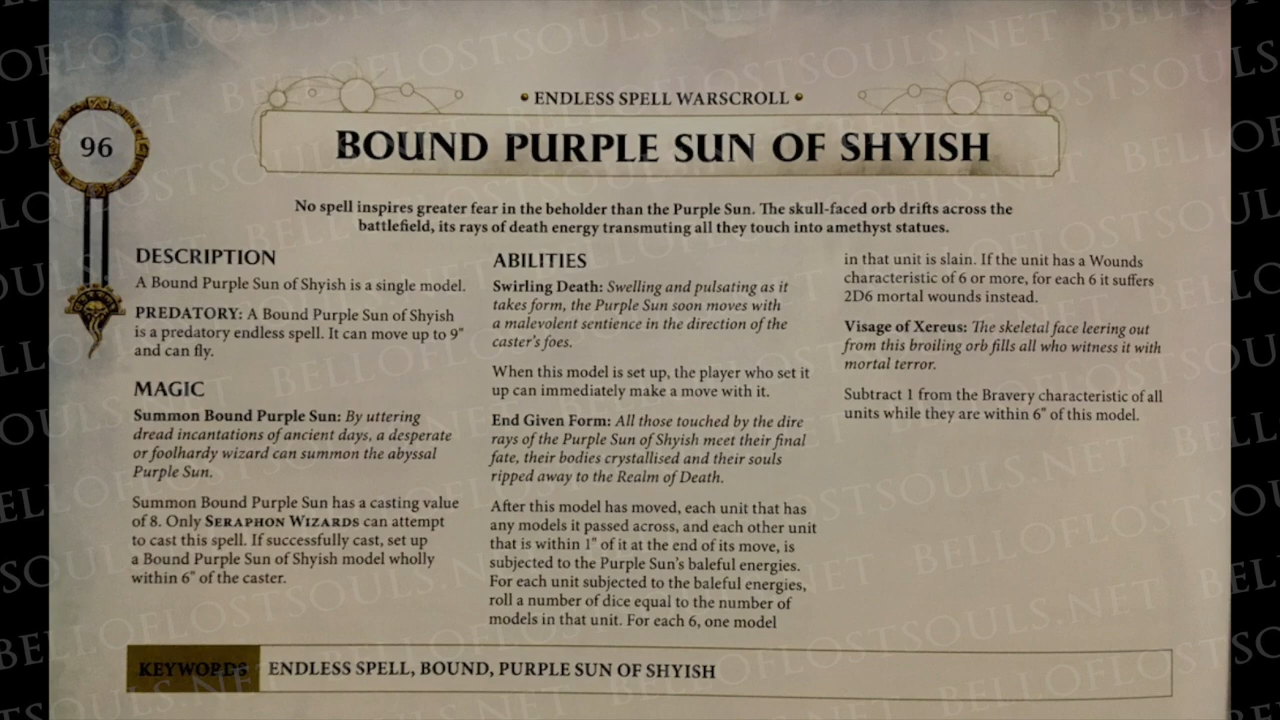 96
• ENDLESS SPELL WARSCROLL •
BOUND PURPLE SUN OF SHYISH
No spell inspires greater fear in the beholder than the Purple Sun. The skull-faced orb drifts across the
battlefield, its rays of death energy transmuting all they touch into amethyst statues.
DESCRIPTION
A Bound Purple Sun of Shyish is a single model.
PREDATORY: A Bound Purple Sun of Shyish
is a predatory endless spell. It can move up to 9"
and can fly.
MAGIC
Summon Bound Purple Sun: By uttering
dread incantations of ancient days, a desperate
or foolhardy wizard can summon the abyssal
Purple Sun.
Summon Bound Purple Sun has a casting value
of 8. Only SERAPHON WIZARDS can attempt
to cast this spell. If successfully cast, set up
a Bound Purple Sun of Shyish model wholly
within 6" of the caster.
ABILITIES
Swirling Death: Swelling and pulsating as it
takes form, the Purple Sun soon moves with
a malevolent sentience in the direction of the
caster's foes.
When this model is set up, the player who set it
up can immediately make a move with it.
End Given Form: All those touched by the dire
rays of the Purple Sun of Shyish meet their final
fate, their bodies crystallised and their souls
ripped away to the Realm of Death.
After this model has moved, each unit that has
any models it passed across, and each other unit
that is within 1" of it at the end of its move, is
subjected to the Purple Sun's baleful energies.
For each unit subjected to the baleful energies,
roll a number of dice equal to the number of
models in that unit. For each 6, one model
in that unit is slain. If the unit has a Wounds
characteristic of 6 or more, for each 6 it suffers
2D6 mortal wounds instead.
Visage of Xereus: The skeletal face leering out
from this broiling orb fills all who witness it with
mortal terror.
Subtract 1 from the Bravery characteristic of all
units while they are within 6" of this model.
KEYWORDS ENDLESS SPELL, BOUND, PURPLE SUN OF SHYISH
BELLOFLOSTSOULS.NET